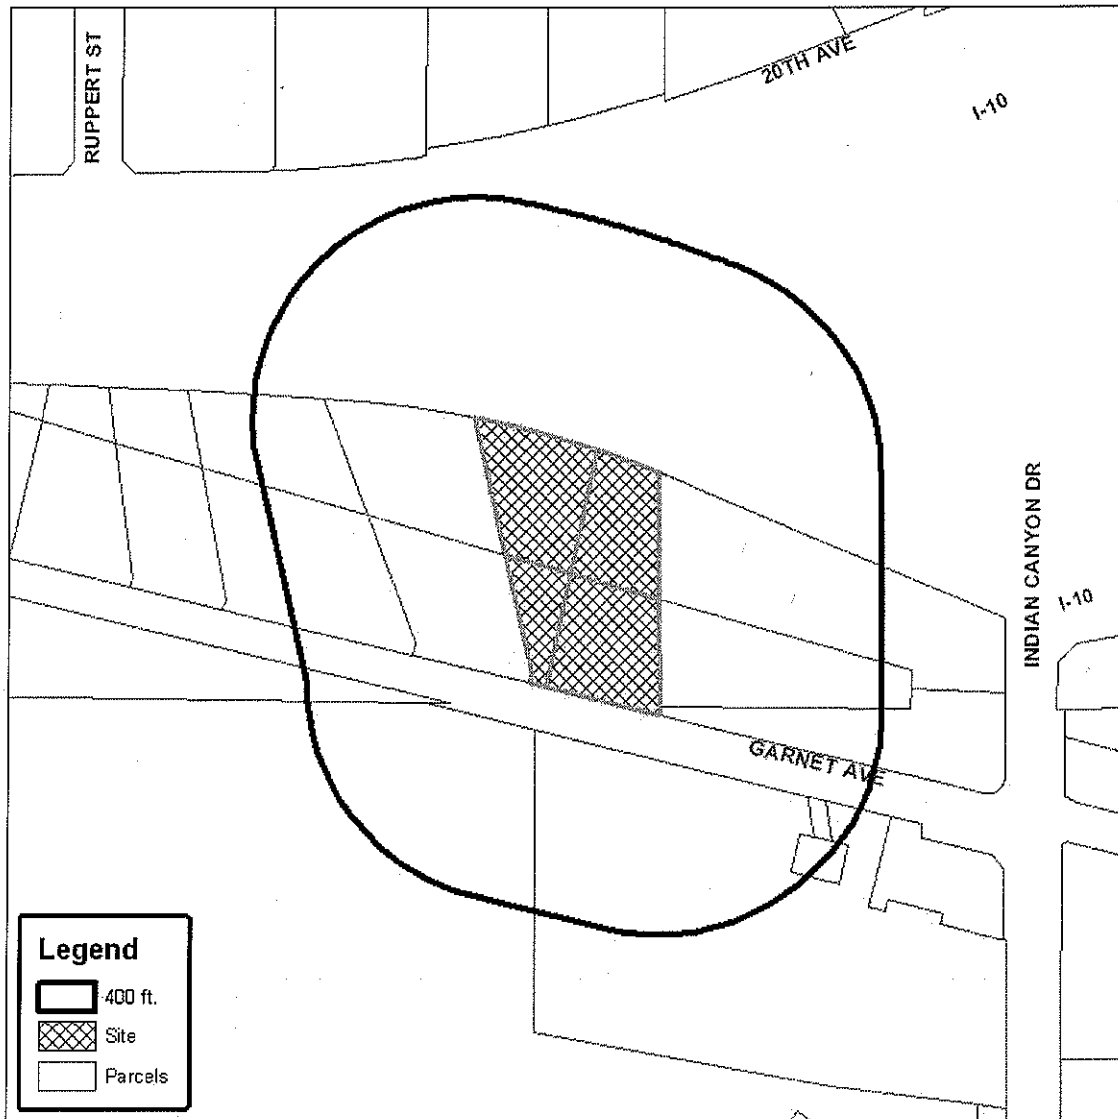 RUPPERT ST
20TH AVE
I-10
INDIAN CANYON DR
I-10
GARNET AVE
Legend
400 ft.
Site
Parcels